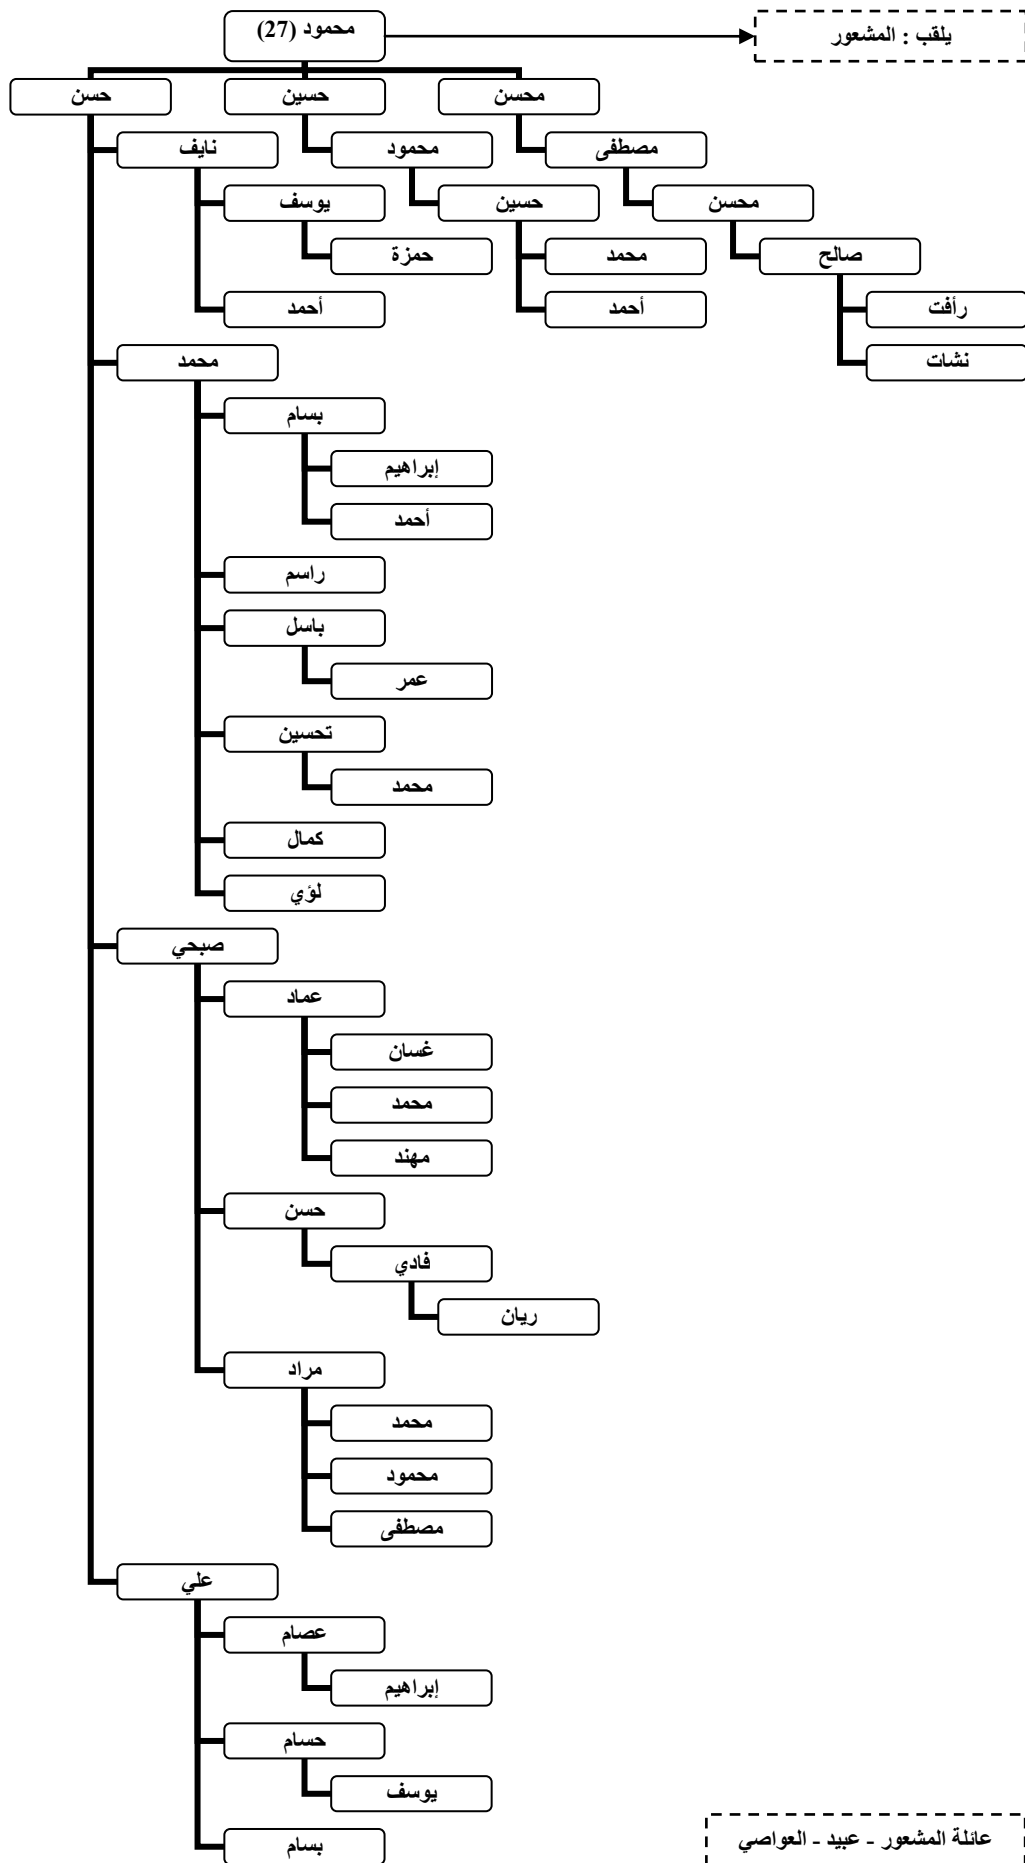 محمود (27)
يلقب : المشعور
محسن
حسين
حسن
مصطفى
محمود
نايف
محسن
حسين
يوسف
صالح
محمد
حمزة
رأفت
أحمد
أحمد
نشات
محمد
بسام
إبراهيم
أحمد
راسم
باسل
عمر
تحسين
محمد
كمال
لؤي
صبحي
عماد
غسان
محمد
مهند
حسن
فادي
ريان
مراد
محمد
محمود
مصطفى
علي
عصام
إبراهيم
حسام
يوسف
بسام
عائلة المشعور - عبيد - العواصي